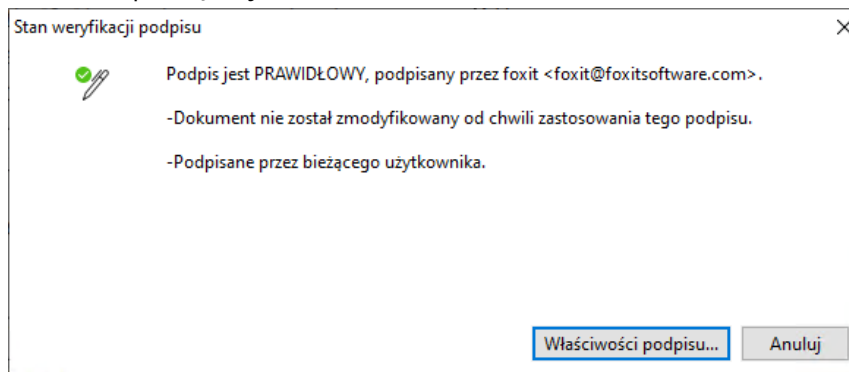 Stan weryfikacji podpisu
Podpis jest PRAWIDŁOWY, podpisany przez foxit <foxit@foxitsoftware.com>.
-Dokument nie został zmodyfikowany od chwili zastosowania tego podpisu.
-Podpisane przez bieżącego użytkownika.
Właściwości podpisu... Anuluj